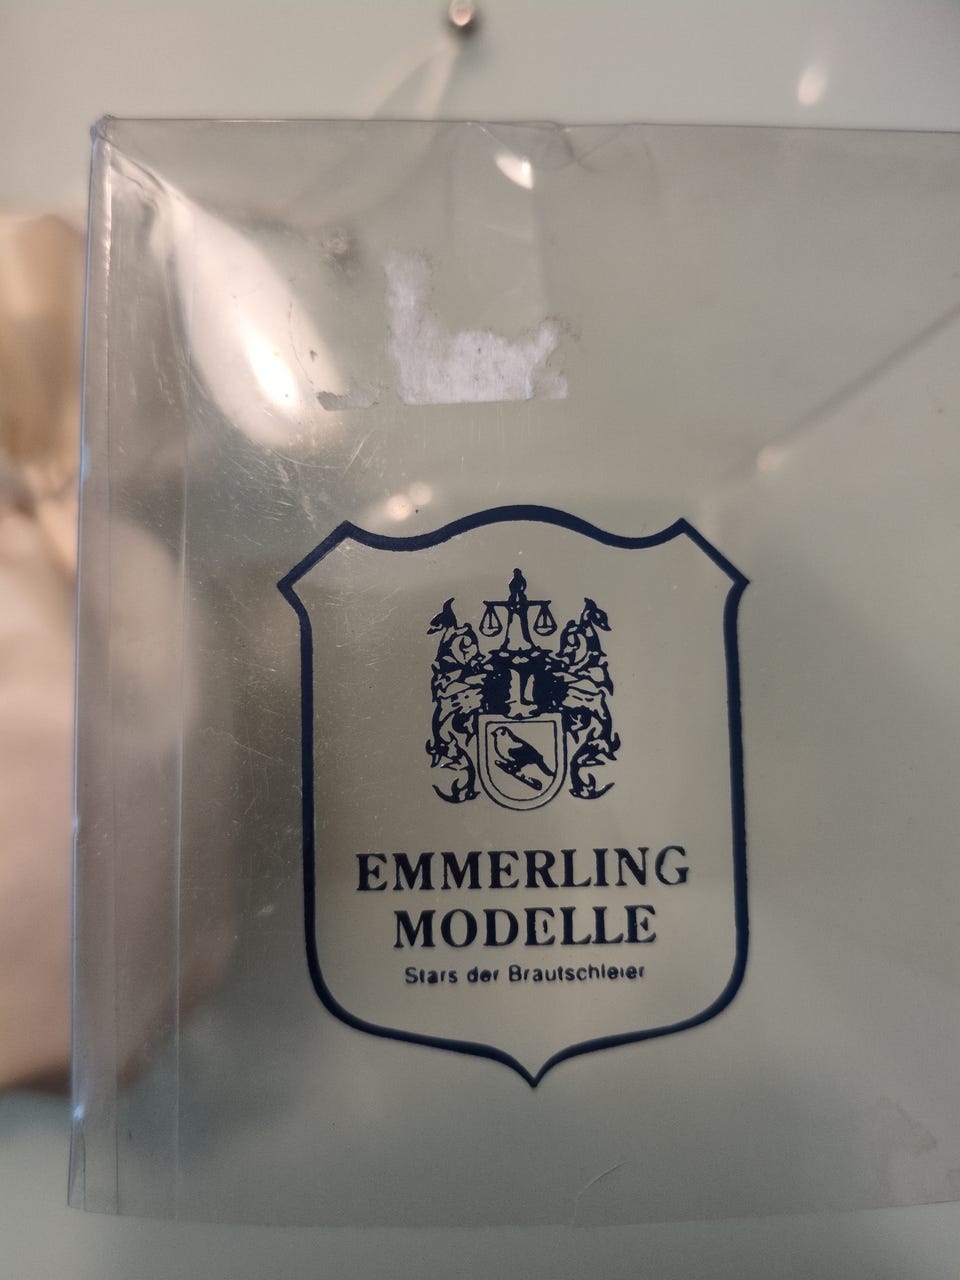 EMMERLING
MODELLE
Stars der Brautschleier